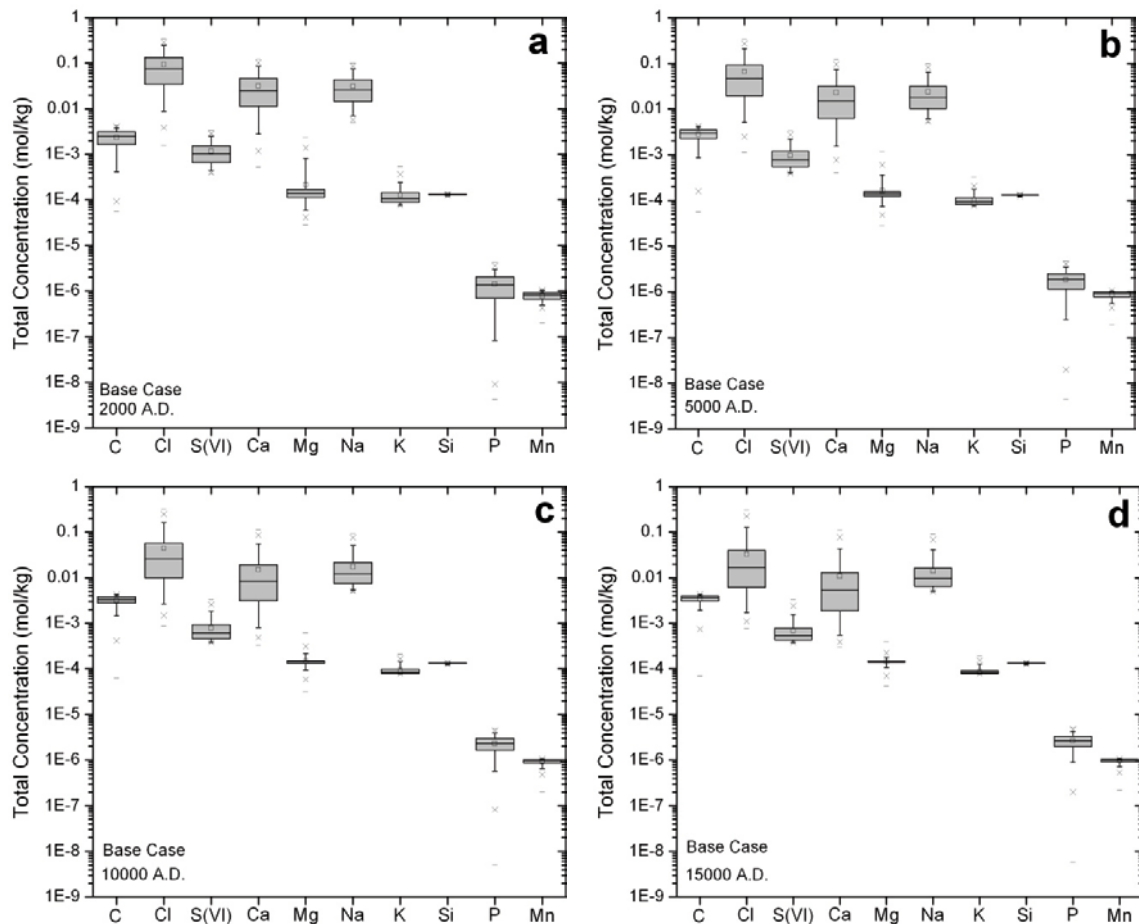 a
1
0.1
0.01
1E-3
1E-4
1E-5
1E-6
1E-7
1E-8
1E-9
Total Concentration (mol/kg)
Base Case
2000 A.D.
C Cl S(VI) Ca Mg Na K Si P Mn
b
1
0.1
0.01
1E-3
1E-4
1E-5
1E-6
1E-7
1E-8
1E-9
Total Concentration (mol/kg)
Base Case
5000 A.D.
C Cl S(VI) Ca Mg Na K Si P Mn
c
1
0.1
0.01
1E-3
1E-4
1E-5
1E-6
1E-7
1E-8
1E-9
Total Concentration (mol/kg)
Base Case
10000 A.D.
C Cl S(VI) Ca Mg Na K Si P Mn
d
1
0.1
0.01
1E-3
1E-4
1E-5
1E-6
1E-7
1E-8
1E-9
Total Concentration (mol/kg)
Base Case
15000 A.D.
C Cl S(VI) Ca Mg Na K Si P Mn